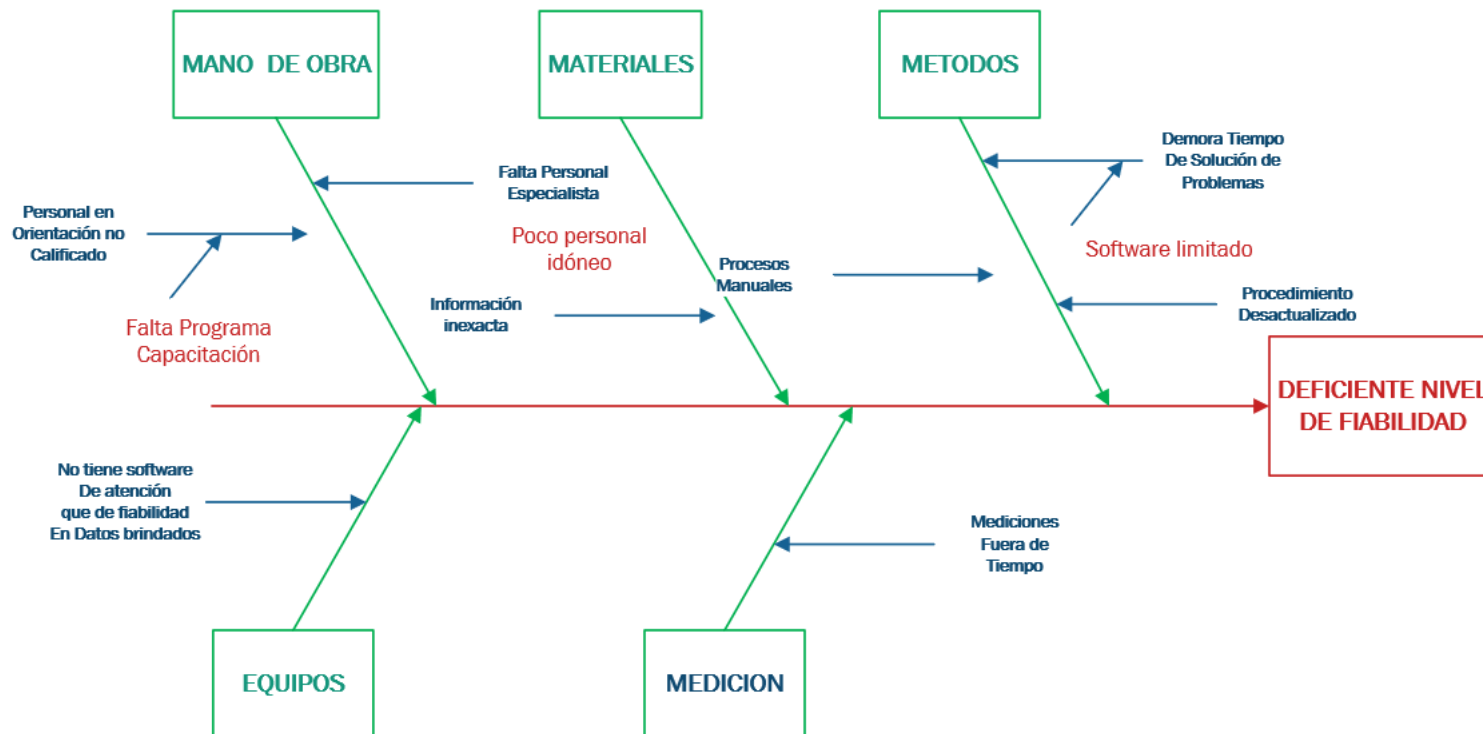 MANO DE OBRA
MATERIALES
METODOS
Falta Personal
Especialista
Demora Tiempo
De Solución de
Problemas
Personal en
Orientación no
Calificado
Poco personal
idóneo
Software limitado
Procesos
Manuales
Falta Programa
Capacitación
Información
inexacta
Procedimiento
Desactualizado
DEFICIENTE NIVEL
DE FIABILIDAD
No tiene software
De atención
que de fiabilidad
En Datos brindados
Mediciones
Fuera de
Tiempo
EQUIPOS
MEDICION